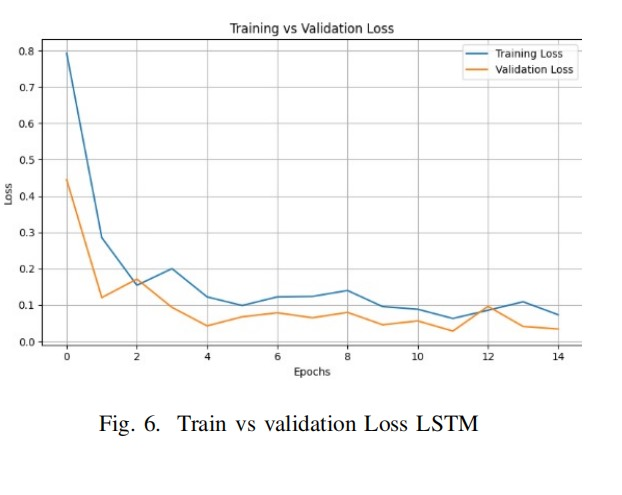 Training vs Validation Loss
Training Loss
Validation Loss
0.8
0.7
0.6
0.5
0.4
0.3
0.2
0.1
0.0
Loss
0 2 4 6 8 10 12 14
Epochs
Fig. 6. Train vs validation Loss LSTM